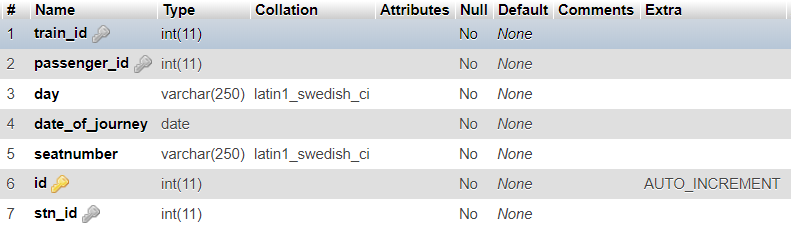 # Name Type Collation Attributes Null Default Comments Extra
1 train_id int(11) No None
2 passenger_id int(11) No None
3 day varchar(250) latin1_swedish_ci No None
4 date_of_journey date No None
5 seatnumber varchar(250) latin1_swedish_ci No None
6 id int(11) No None AUTO_INCREMENT
7 stn_id int(11) No None